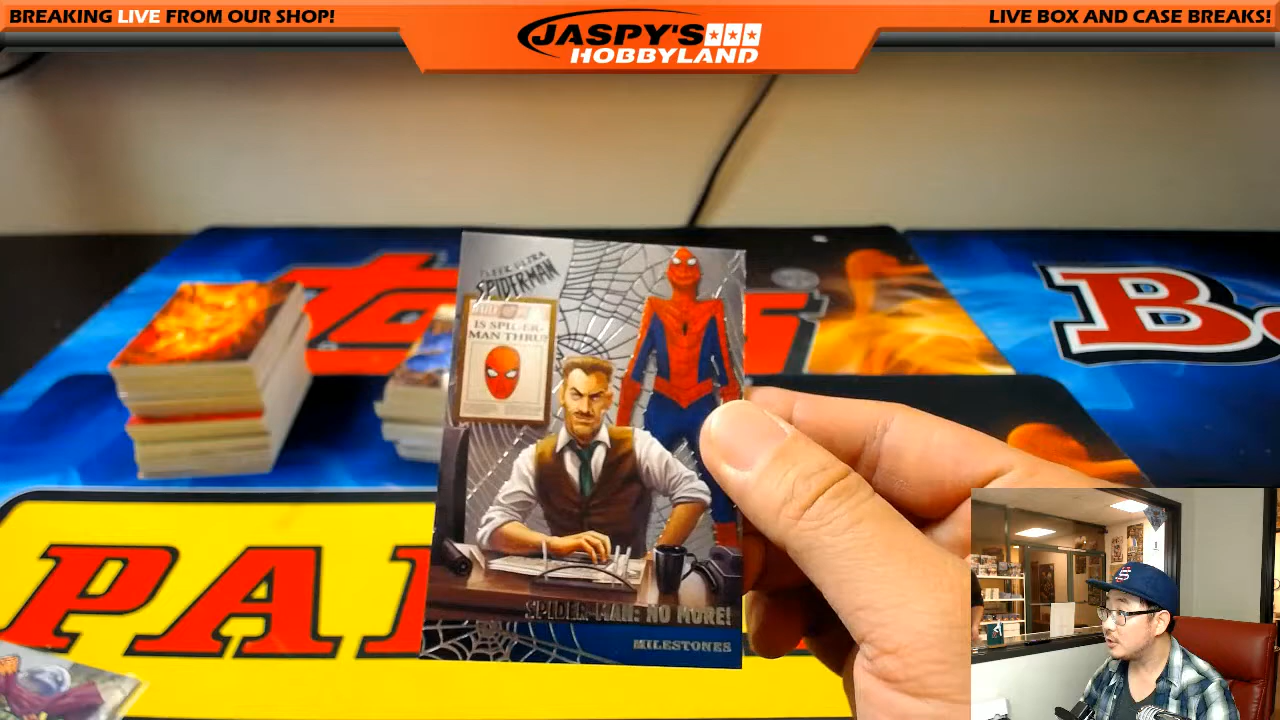 BREAKING LIVE FROM OUR SHOP!
JASPY'S
HOBBYLAND
LIVE BOX AND CASE BREAKS!
FLEER ULTRA
SPIDERMAN
IS SPIDER-
MAN THRU?
SPIDER-MAN: NO MORE!
MILESTONES
B
PA